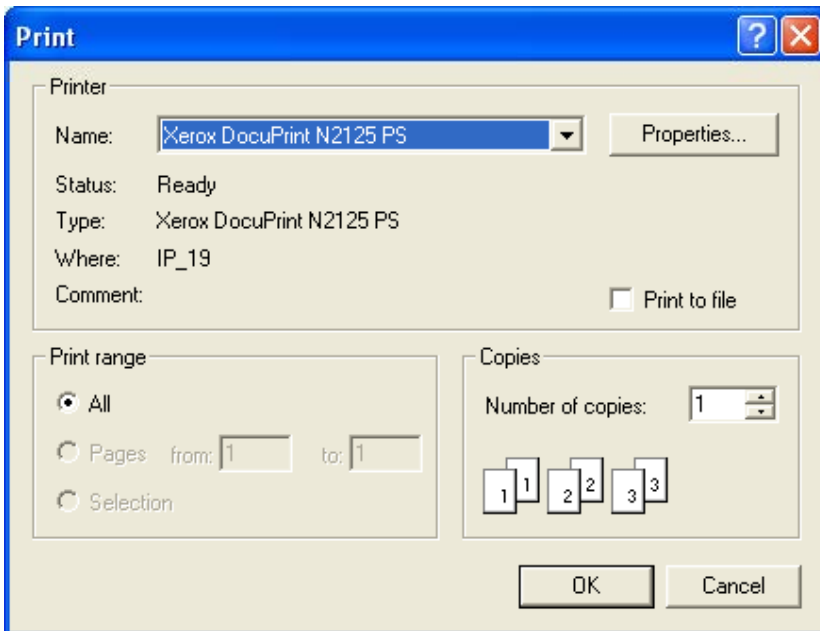 Print
Printer
Name: Xerox DocuPrint N2125 PS Properties...
Status: Ready
Type: Xerox DocuPrint N2125 PS
Where: IP_19
Comment: Print to file
Print range
All
Pages from: 1 to: 1
Selection
Copies
Number of copies: 1
1 1 2 2 3 3
OK Cancel